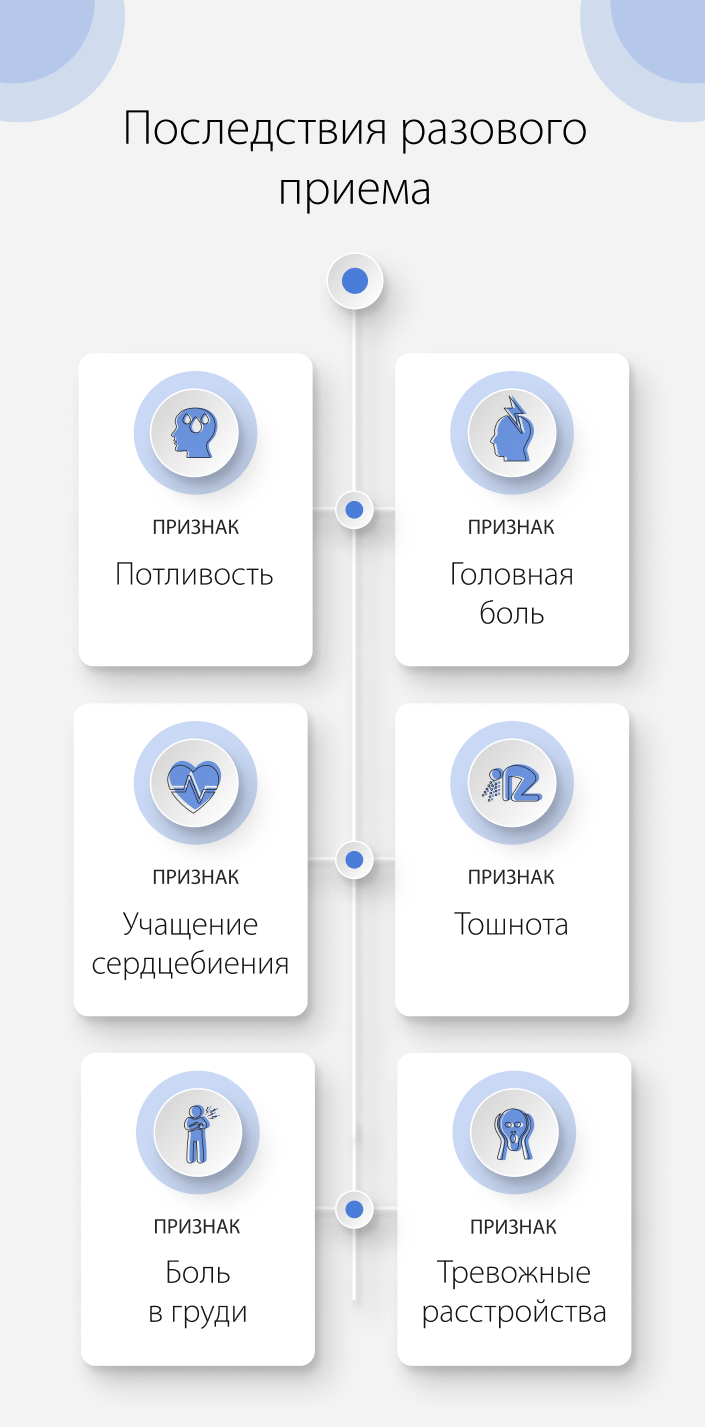 Последствия разового
приема
ПРИЗНАК
Потливость
ПРИЗНАК
Головная
боль
ПРИЗНАК
Учащение
сердцебиения
ПРИЗНАК
Тошнота
ПРИЗНАК
Боль
в груди
ПРИЗНАК
Тревожные
расстройства